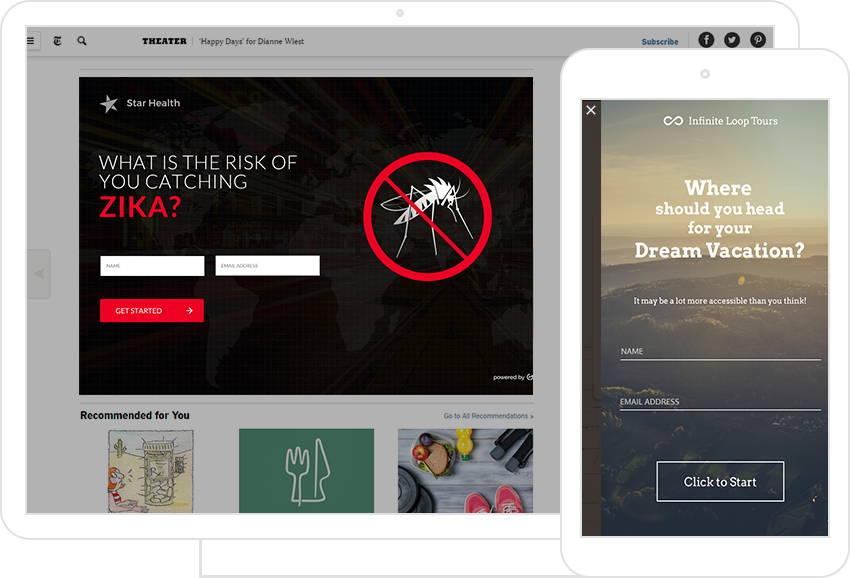 THEATER | 'Happy Days' for Dianne Wiest
Subscribe
Star Health
WHAT IS THE RISK OF
YOU CATCHING
ZIKA?
NAME
EMAIL ADDRESS
GET STARTED
powered by
Recommended for You
Go to All Recommendations »
Infinite Loop Tours
Where
should you head
for your
Dream Vacation?
It may be a lot more accessible than you think!
NAME
EMAIL ADDRESS
Click to Start